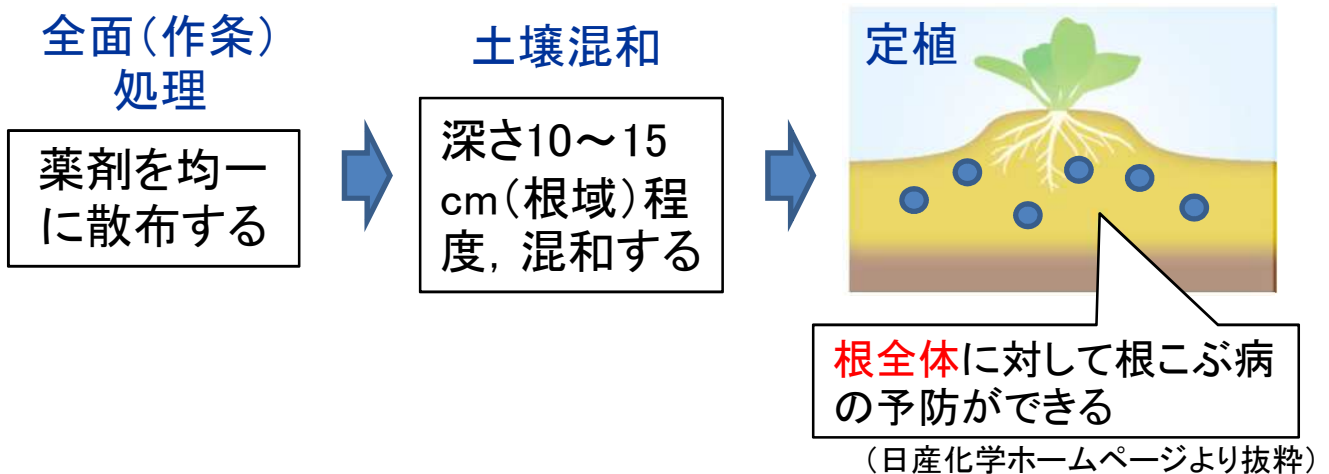 全面（作条）
処理
薬剤を均一
に散布する
土壌混和
深さ10～15
cm（根域）程
度，混和する
定植
根全体に対して根こぶ病
の予防ができる
（日産化学ホームページより抜粋）